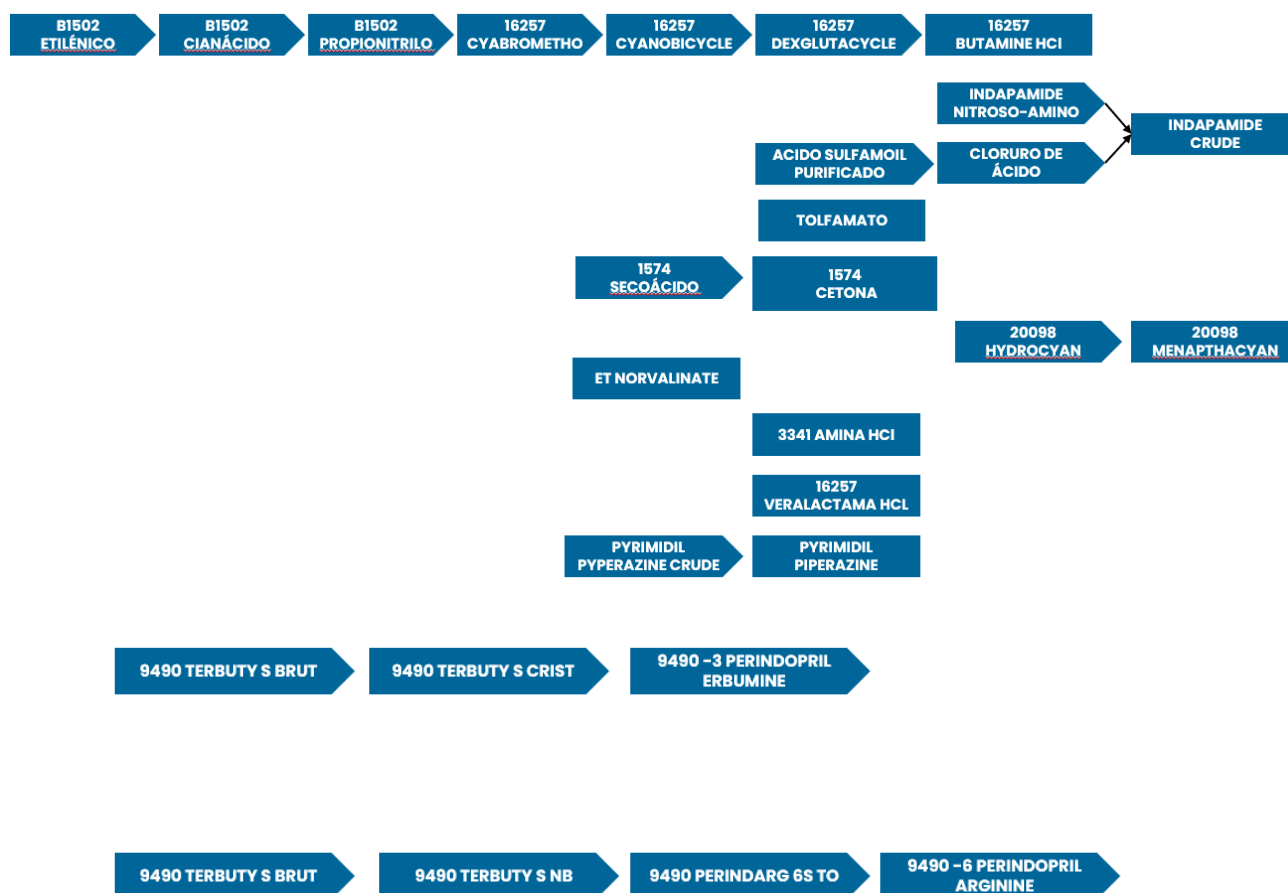 B1502
ETILÉNICO
B1502
CIANÁCIDO
B1502
PROPIONITRILO
16257
CYABROMETHO
16257
CYANOBICYCLE
16257
DEXGLUTACYCLE
16257
BUTAMINE HCl
INDAPAMIDE
NITROSO-AMINO
INDAPAMIDE
CRUDE
ACIDO SULFAMOIL
PURIFICADO
CLORURO DE
ÁCIDO
TOLFAMATO
1574
SECOÁCIDO
1574
CETONA
20098
HYDROCYAN
20098
MENAPTHACYAN
ET NORVALINATE
3341 AMINA HCl
16257
VERALACTAMA HCL
PYRIMIDIL
PYPERAZINE CRUDE
PYRIMIDIL
PIPERAZINE
9490 TERBUTY S BRUT
9490 TERBUTY S CRIST
9490 -3 PERINDOPRIL
ERBUMINE
9490 TERBUTY S BRUT
9490 TERBUTY S NB
9490 PERINDARG 6S TO
9490 -6 PERINDOPRIL
ARGININE